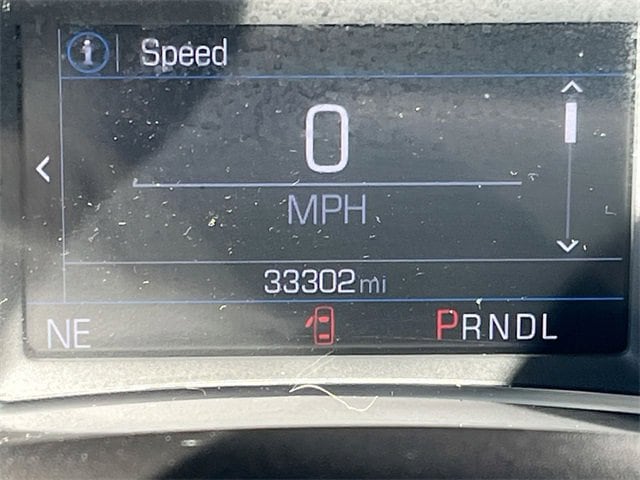 i Speed
0
MPH
33302 mi
NE PRNDL